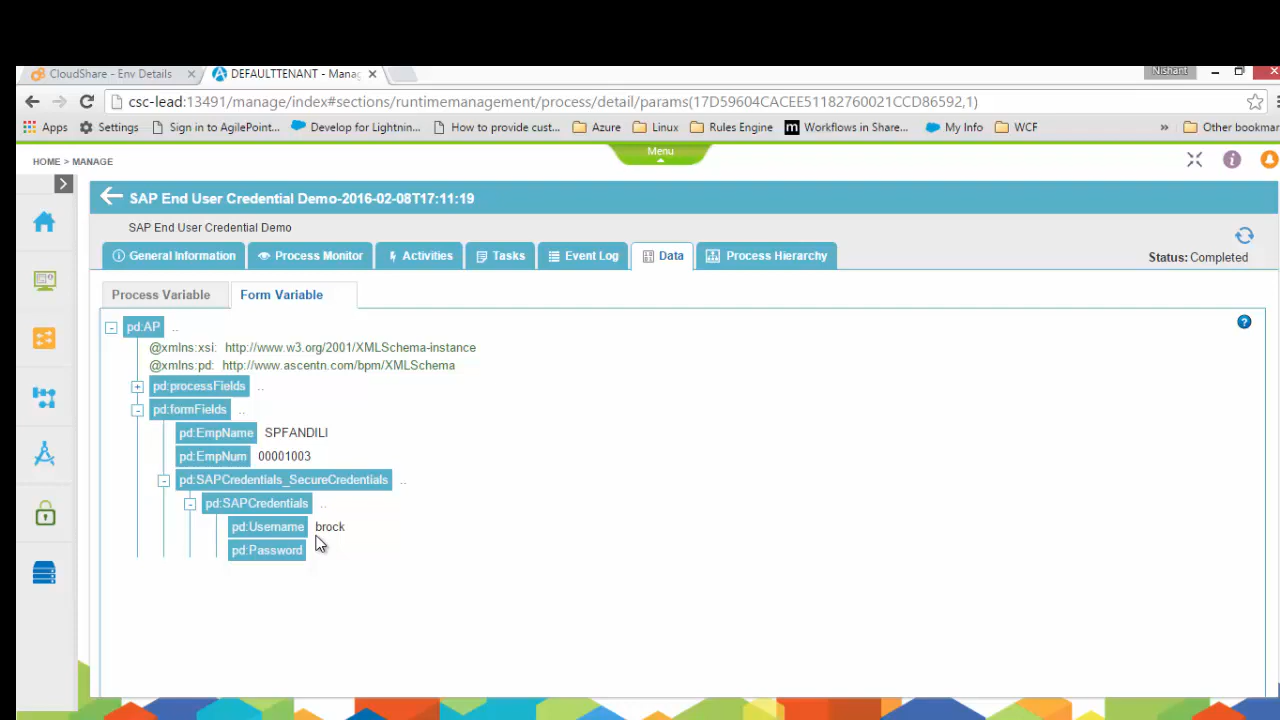 CloudShare - Env Details
DEFAULTTENANT - Manag
Nishant
csc-lead:13491/manage/index#sections/runtimemanagement/process/detail/params(17D59604CACEE51182760021CCD86592,1)
Apps Settings Sign in to AgilePoint... Develop for Lightnin... How to provide cust... Azure Linux Rules Engine m Workflows in Share... My Info WCF » Other bookmar
Menu
HOME > MANAGE
SAP End User Credential Demo-2016-02-08T17:11:19
SAP End User Credential Demo
General Information Process Monitor Activities Tasks Event Log Data Process Hierarchy
Status: Completed
Process Variable Form Variable
pd:AP ..
@xmlns:xsi: http://www.w3.org/2001/XMLSchema-instance
@xmlns:pd: http://www.ascentn.com/bpm/XMLSchema
pd:processFields ..
pd:formFields ..
pd:EmpName SPFANDILI
pd:EmpNum 00001003
pd:SAPCredentials_SecureCredentials ..
pd:SAPCredentials ..
pd:Username brock
pd:Password